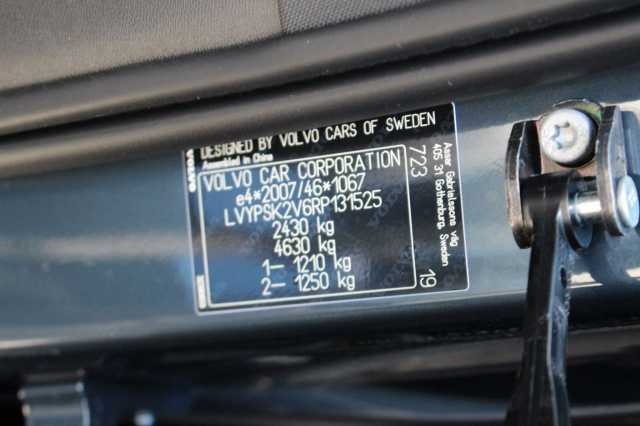 DESIGNED BY VOLVO CARS OF SWEDEN
Assembled in China
VOLVO
VOLVO CAR CORPORATION
e4*2007/46*1067
LVYPSK2V6RP131525
2430 kg
4630 kg
1– 1210 kg
2– 1250 kg
723
19
Assar Gabrielssons väg
405 31 Gothenburg, Sweden